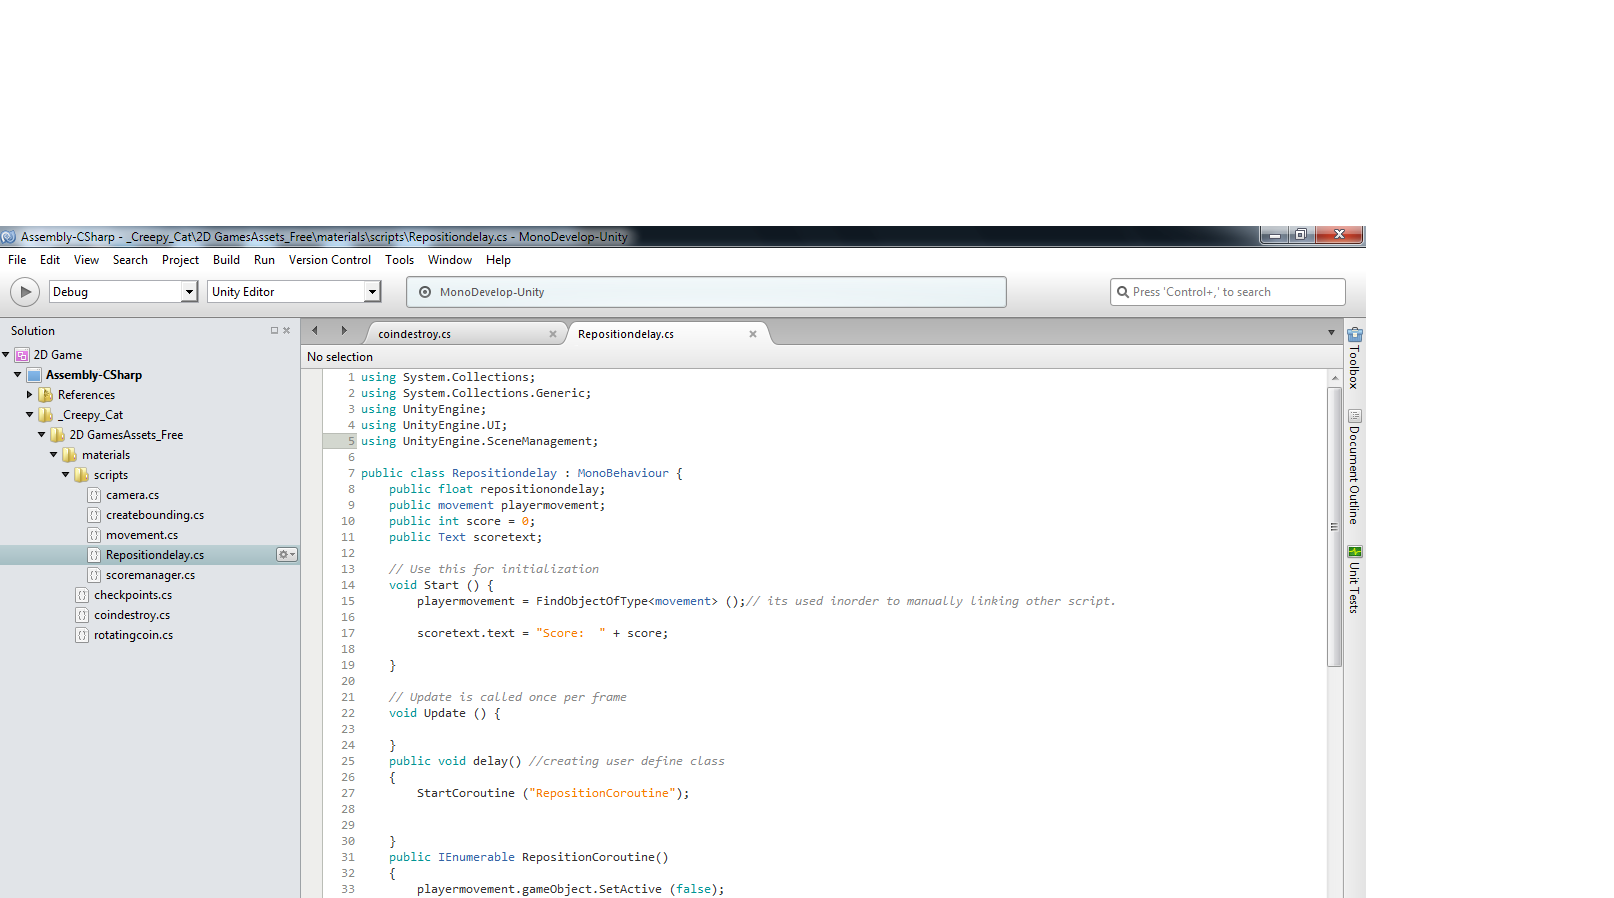 Assembly-CSharp - _Creepy_Cat\2D GamesAssets_Free\materials\scripts\Repositiondelay.cs - MonoDevelop-Unity
File Edit View Search Project Build Run Version Control Tools Window Help
Debug Unity Editor MonoDevelop-Unity Press 'Control+,' to search
Solution
2D Game
Assembly-CSharp
References
_Creepy_Cat
2D GamesAssets_Free
materials
scripts
camera.cs
createbounding.cs
movement.cs
Repositiondelay.cs
scoremanager.cs
checkpoints.cs
coindestroy.cs
rotatingcoin.cs
coindestroy.cs Repositiondelay.cs
No selection
1 using System.Collections;
2 using System.Collections.Generic;
3 using UnityEngine;
4 using UnityEngine.UI;
5 using UnityEngine.SceneManagement;
6
7 public class Repositiondelay : MonoBehaviour {
8 public float repositionondelay;
9 public movement playermovement;
10 public int score = 0;
11 public Text scoretext;
12
13 // Use this for initialization
14 void Start () {
15 playermovement = FindObjectOfType<movement> ();// its used inorder to manually linking other script.
16
17 scoretext.text = "Score:  " + score;
18
19 }
20
21 // Update is called once per frame
22 void Update () {
23
24 }
25 public void delay() //creating user define class
26 {
27 StartCoroutine ("RepositionCoroutine");
28
29
30 }
31 public IEnumerable RepositionCoroutine()
32 {
33 playermovement.gameObject.SetActive (false);
Toolbox
Document Outline
Unit Tests